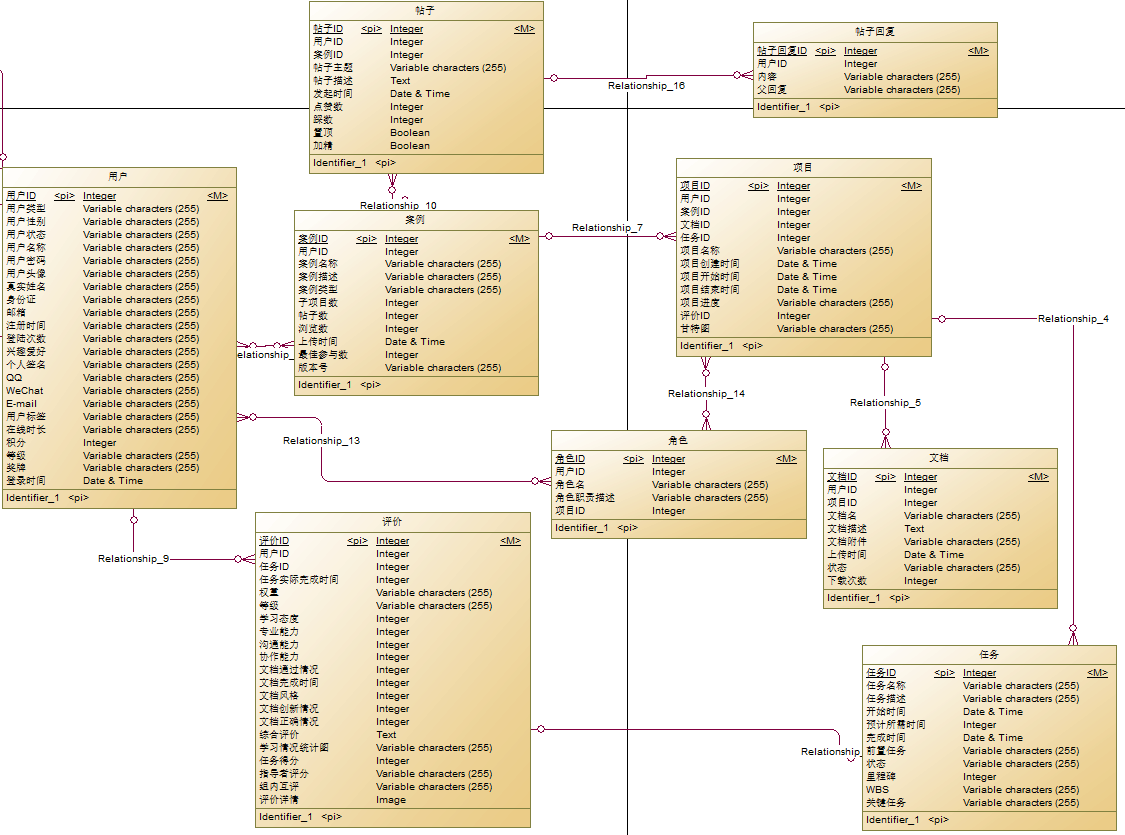 帖子
帖子ID <pi> Integer <M>
用户ID Integer
案例ID Integer
帖子主题 Variable characters (255)
帖子描述 Text
发起时间 Date & Time
点赞数 Integer
踩数 Integer
置顶 Boolean
加精 Boolean
Identifier_1 <pi>
帖子回复
帖子回复ID <pi> Integer <M>
用户ID Integer
内容 Variable characters (255)
父回复 Variable characters (255)
Identifier_1 <pi>
Relationship_16
用户
用户ID <pi> Integer <M>
用户类型 Variable characters (255)
用户性别 Variable characters (255)
用户状态 Variable characters (255)
用户名称 Variable characters (255)
用户密码 Variable characters (255)
用户头像 Variable characters (255)
真实姓名 Variable characters (255)
身份证 Variable characters (255)
邮箱 Variable characters (255)
注册时间 Variable characters (255)
登陆次数 Variable characters (255)
兴趣爱好 Variable characters (255)
个人签名 Variable characters (255)
QQ Variable characters (255)
WeChat Variable characters (255)
E-mail Variable characters (255)
用户标签 Variable characters (255)
在线时长 Variable characters (255)
积分 Integer
等级 Variable characters (255)
奖牌 Variable characters (255)
登录时间 Date & Time
Identifier_1 <pi>
Relationship_10
案例
案例ID <pi> Integer <M>
用户ID Integer
案例名称 Variable characters (255)
案例描述 Variable characters (255)
案例类型 Variable characters (255)
子项目数 Integer
帖子数 Integer
浏览数 Integer
上传时间 Date & Time
最佳参与数 Integer
版本号 Variable characters (255)
Identifier_1 <pi>
elationship_
Relationship_7
项目
项目ID <pi> Integer <M>
用户ID Integer
案例ID Integer
文档ID Integer
任务ID Integer
项目名称 Variable characters (255)
项目创建时间 Date & Time
项目开始时间 Date & Time
项目结束时间 Date & Time
项目进度 Variable characters (255)
评价ID Integer
甘特图 Variable characters (255)
Identifier_1 <pi>
Relationship_4
Relationship_14
Relationship_5
Relationship_13
角色
角色ID <pi> Integer <M>
用户ID Integer
角色名 Variable characters (255)
角色职责描述 Variable characters (255)
项目ID Integer
Identifier_1 <pi>
文档
文档ID <pi> Integer <M>
用户ID Integer
项目ID Integer
文档名 Variable characters (255)
文档描述 Text
文档附件 Variable characters (255)
上传时间 Date & Time
状态 Variable characters (255)
下载次数 Integer
Identifier_1 <pi>
Relationship_9
评价
评价ID <pi> Integer <M>
用户ID Integer
任务ID Integer
任务实际完成时间 Integer
权重 Variable characters (255)
等级 Variable characters (255)
学习态度 Integer
专业能力 Integer
沟通能力 Integer
协作能力 Integer
文档通过情况 Integer
文档完成时间 Integer
文档风格 Integer
文档创新情况 Integer
文档正确情况 Integer
综合评价 Text
学习情况统计图 Variable characters (255)
任务得分 Integer
指导者评分 Variable characters (255)
组内互评 Variable characters (255)
评价详情 Image
Identifier_1 <pi>
Relationship_
任务
任务ID <pi> Integer <M>
任务名称 Variable characters (255)
任务描述 Variable characters (255)
开始时间 Date & Time
预计所需时间 Integer
完成时间 Date & Time
前置任务 Variable characters (255)
状态 Variable characters (255)
里程碑 Integer
WBS Variable characters (255)
关键任务 Variable characters (255)
Identifier_1 <pi>